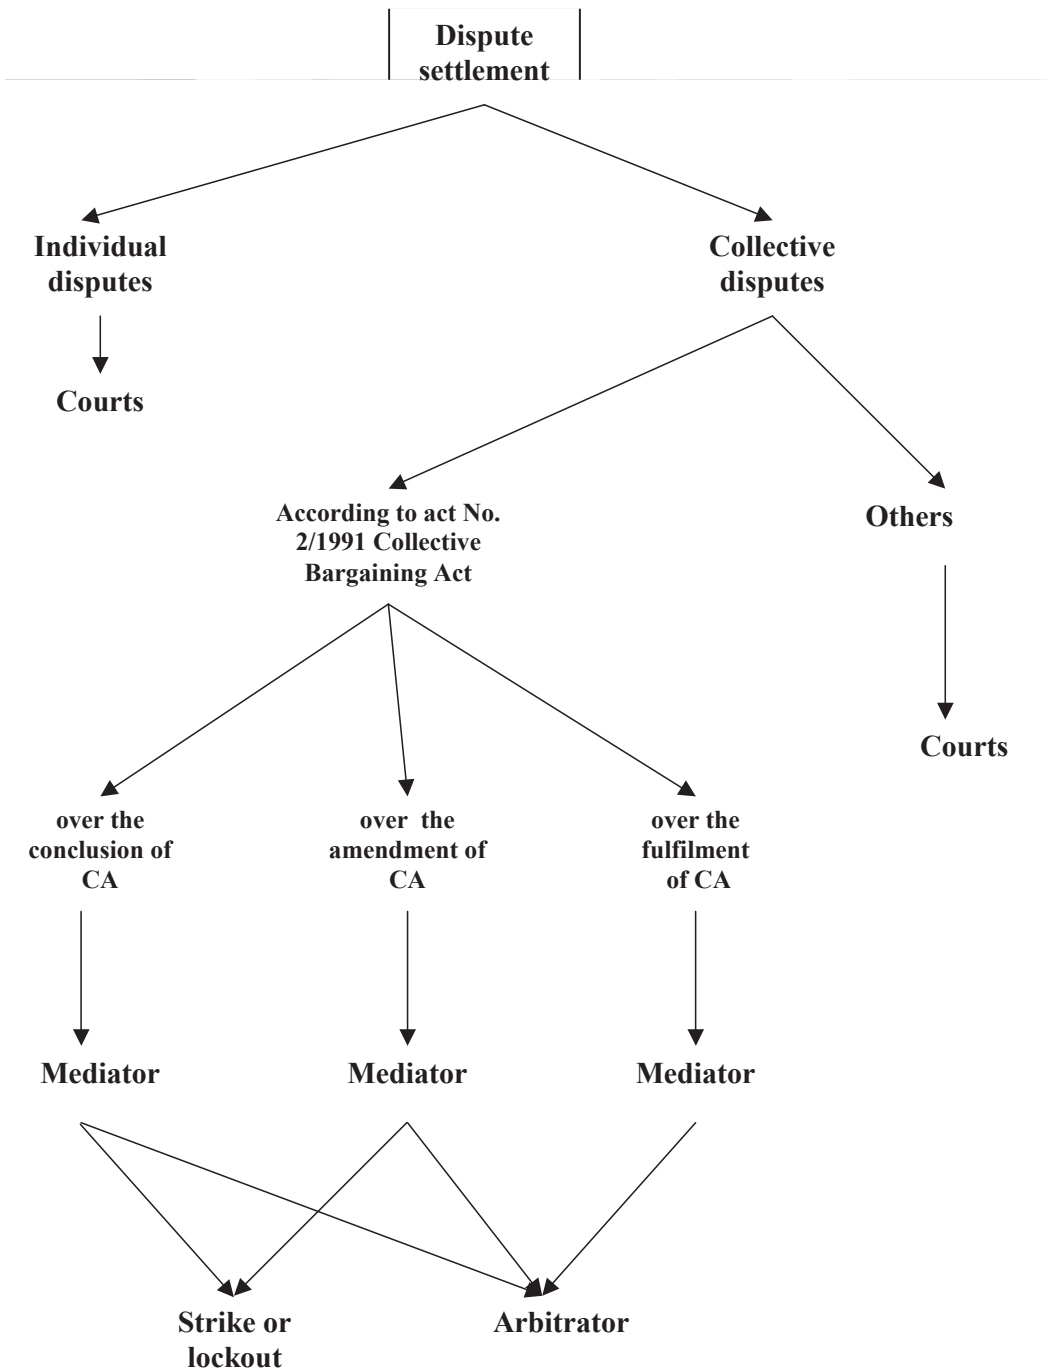 Dispute
settlement
Individual
disputes
Collective
disputes
Courts
According to act No.
2/1991 Collective
Bargaining Act
Others
Courts
over the
conclusion of
CA
over the
amendment of
CA
over the
fulfilment
of CA
Mediator
Mediator
Mediator
Strike or
lockout
Arbitrator